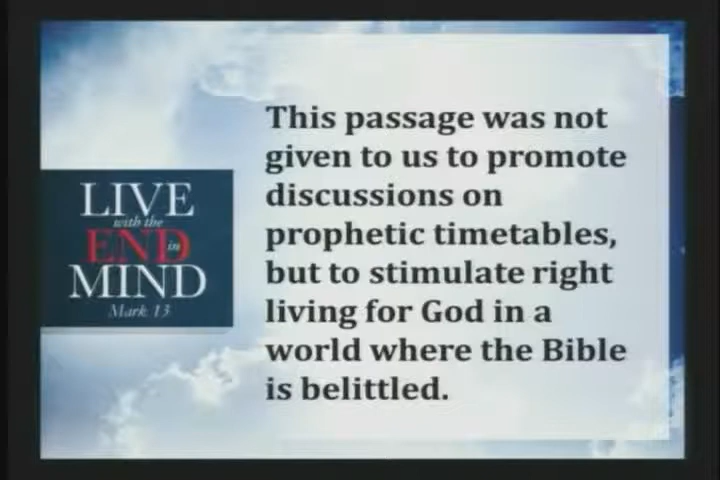 LIVE
with the
END in
MIND
Mark 13
This passage was not
given to us to promote
discussions on
prophetic timetables,
but to stimulate right
living for God in a
world where the Bible
is belittled.